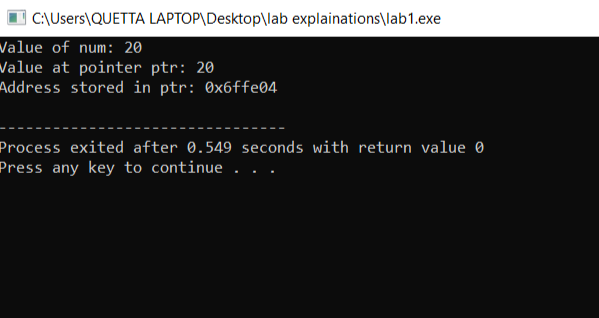 C:\Users\QUETTA LAPTOP\Desktop\lab explainations\lab1.exe
Value of num: 20
Value at pointer ptr: 20
Address stored in ptr: 0x6ffe04
--------------------------------
Process exited after 0.549 seconds with return value 0
Press any key to continue . . .